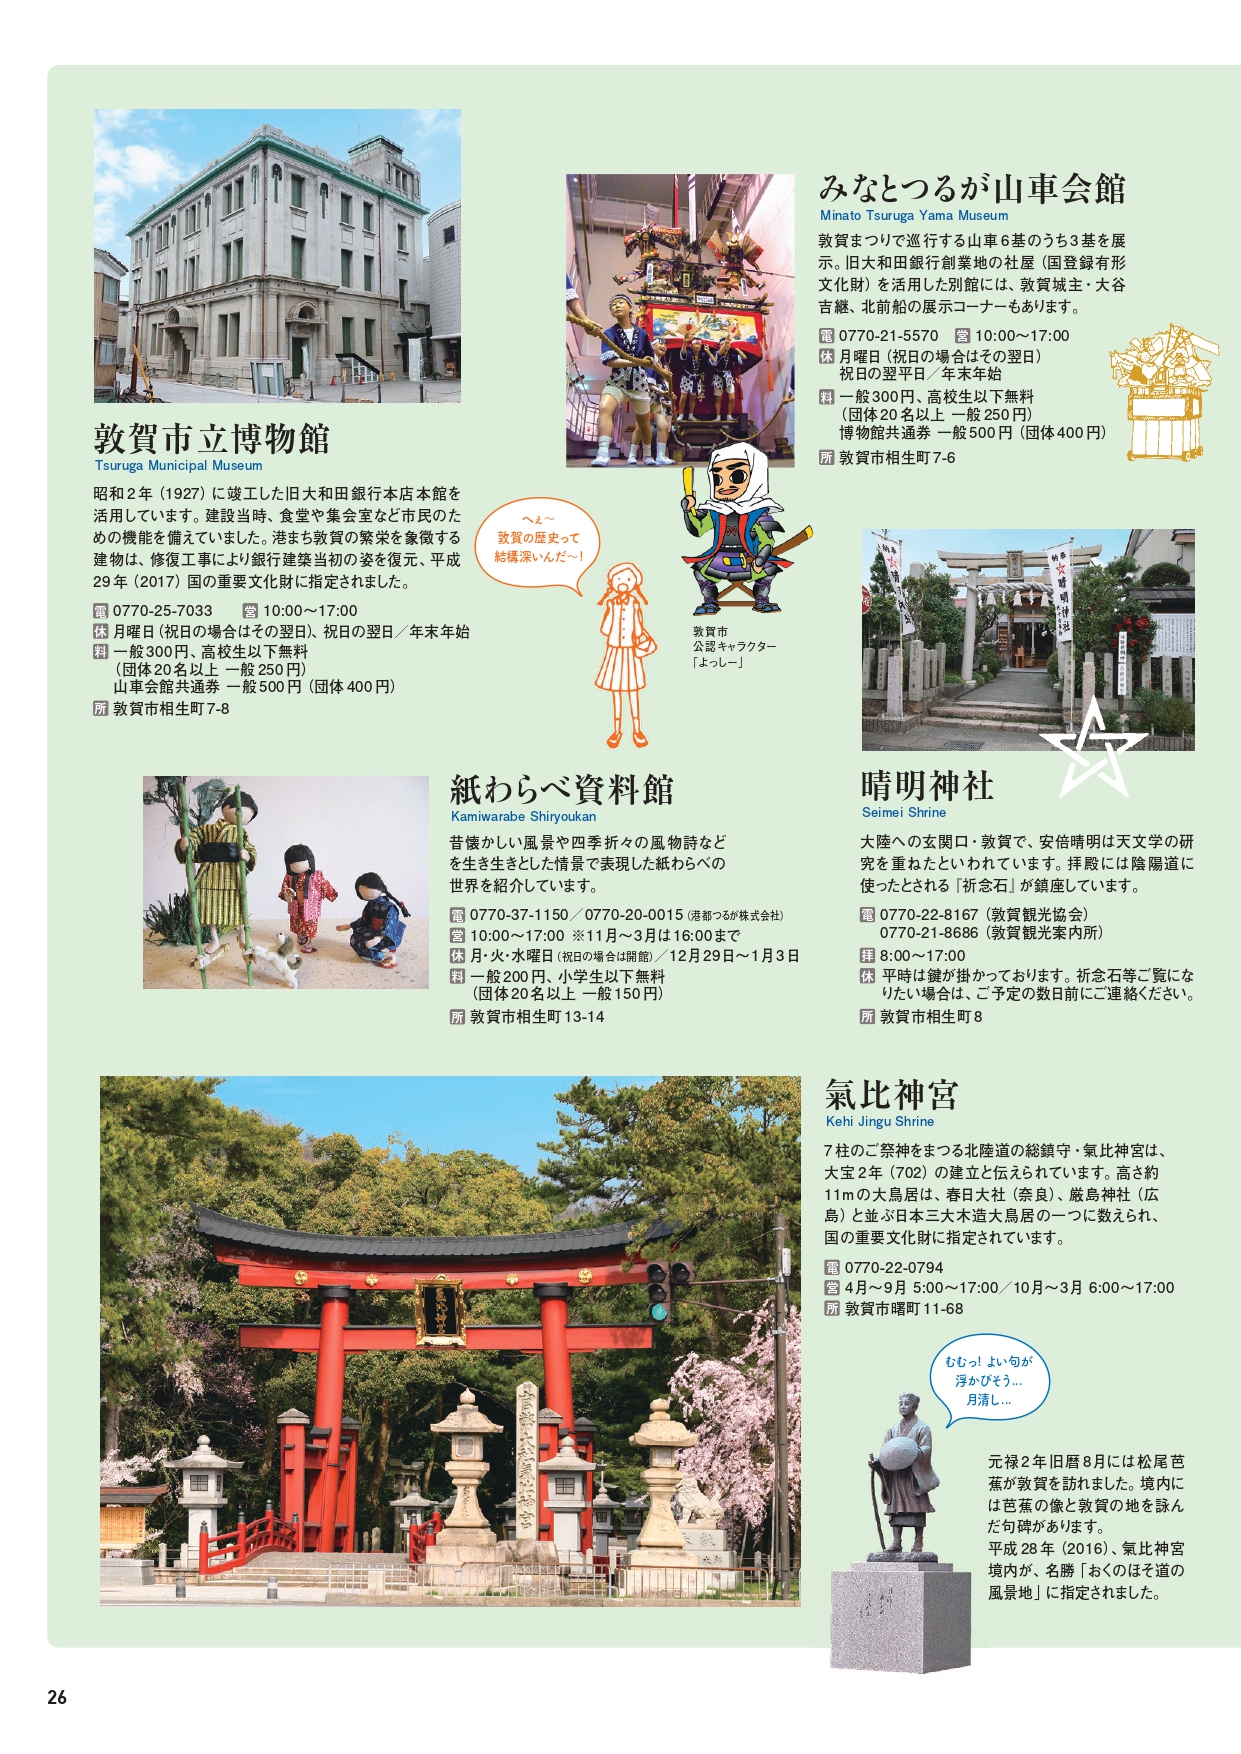 敦賀市立博物館
Tsuruga Municipal Museum
昭和2年（1927）に竣工した旧大和田銀行本店本館を
活用しています。建設当時、食堂や集会室など市民のた
めの機能を備えていました。港まち敦賀の繁栄を象徴する
建物は、修復工事により銀行建築当初の姿を復元、平成
29年（2017）国の重要文化財に指定されました。
電 0770-25-7033 営 10:00～17:00
休 月曜日（祝日の場合はその翌日）、祝日の翌日／年末年始
料 一般300円、高校生以下無料
（団体20名以上 一般250円）
山車会館共通券 一般500円（団体400円）
所 敦賀市相生町7-8
みなとつるが山車会館
Minato Tsuruga Yama Museum
敦賀まつりで巡行する山車6基のうち3基を展
示。旧大和田銀行創業地の社屋（国登録有形
文化財）を活用した別館には、敦賀城主・大谷
吉継、北前船の展示コーナーもあります。
電 0770-21-5570 営 10:00～17:00
休 月曜日（祝日の場合はその翌日）
祝日の翌平日／年末年始
料 一般300円、高校生以下無料
（団体20名以上 一般250円）
博物館共通券 一般500円（団体400円）
所 敦賀市相生町7-6
へぇ～
敦賀の歴史って
結構深いんだ～！
敦賀市
公認キャラクター
「よっしー」
紙わらべ資料館
Kamiwarabe Shiryoukan
昔懐かしい風景や四季折々の風物詩など
を生き生きとした情景で表現した紙わらべの
世界を紹介しています。
電 0770-37-1150／0770-20-0015（港都つるが株式会社）
営 10:00～17:00 ※11月～3月は16:00まで
休 月・火・水曜日（祝日の場合は開館）／12月29日～1月3日
料 一般200円、小学生以下無料
（団体20名以上 一般150円）
所 敦賀市相生町13-14
晴明神社
晴明神社
Seimei Shrine
大陸への玄関口・敦賀で、安倍晴明は天文学の研
究を重ねたといわれています。拝殿には陰陽道に
使ったとされる『祈念石』が鎮座しています。
電 0770-22-8167（敦賀観光協会）
0770-21-8686（敦賀観光案内所）
拝 8:00～17:00
休 平時は鍵が掛かっております。祈念石等ご覧にな
りたい場合は、ご予定の数日前にご連絡ください。
所 敦賀市相生町8
氣比神宮
官幣大社氣比神宮
氣比神宮
Kehi Jingu Shrine
7柱のご祭神をまつる北陸道の総鎮守・氣比神宮は、
大宝2年（702）の建立と伝えられています。高さ約
11mの大鳥居は、春日大社（奈良）、厳島神社（広
島）と並ぶ日本三大木造大鳥居の一つに数えられ、
国の重要文化財に指定されています。
電 0770-22-0794
営 4月～9月 5:00～17:00／10月～3月 6:00～17:00
所 敦賀市曙町11-68
むむっ！よい句が
浮かびそう…
月清し…
元禄2年旧暦8月には松尾芭
蕉が敦賀を訪れました。境内に
は芭蕉の像と敦賀の地を詠ん
だ句碑があります。
平成28年（2016）、氣比神宮
境内が、名勝「おくのほそ道の
風景地」に指定されました。
26